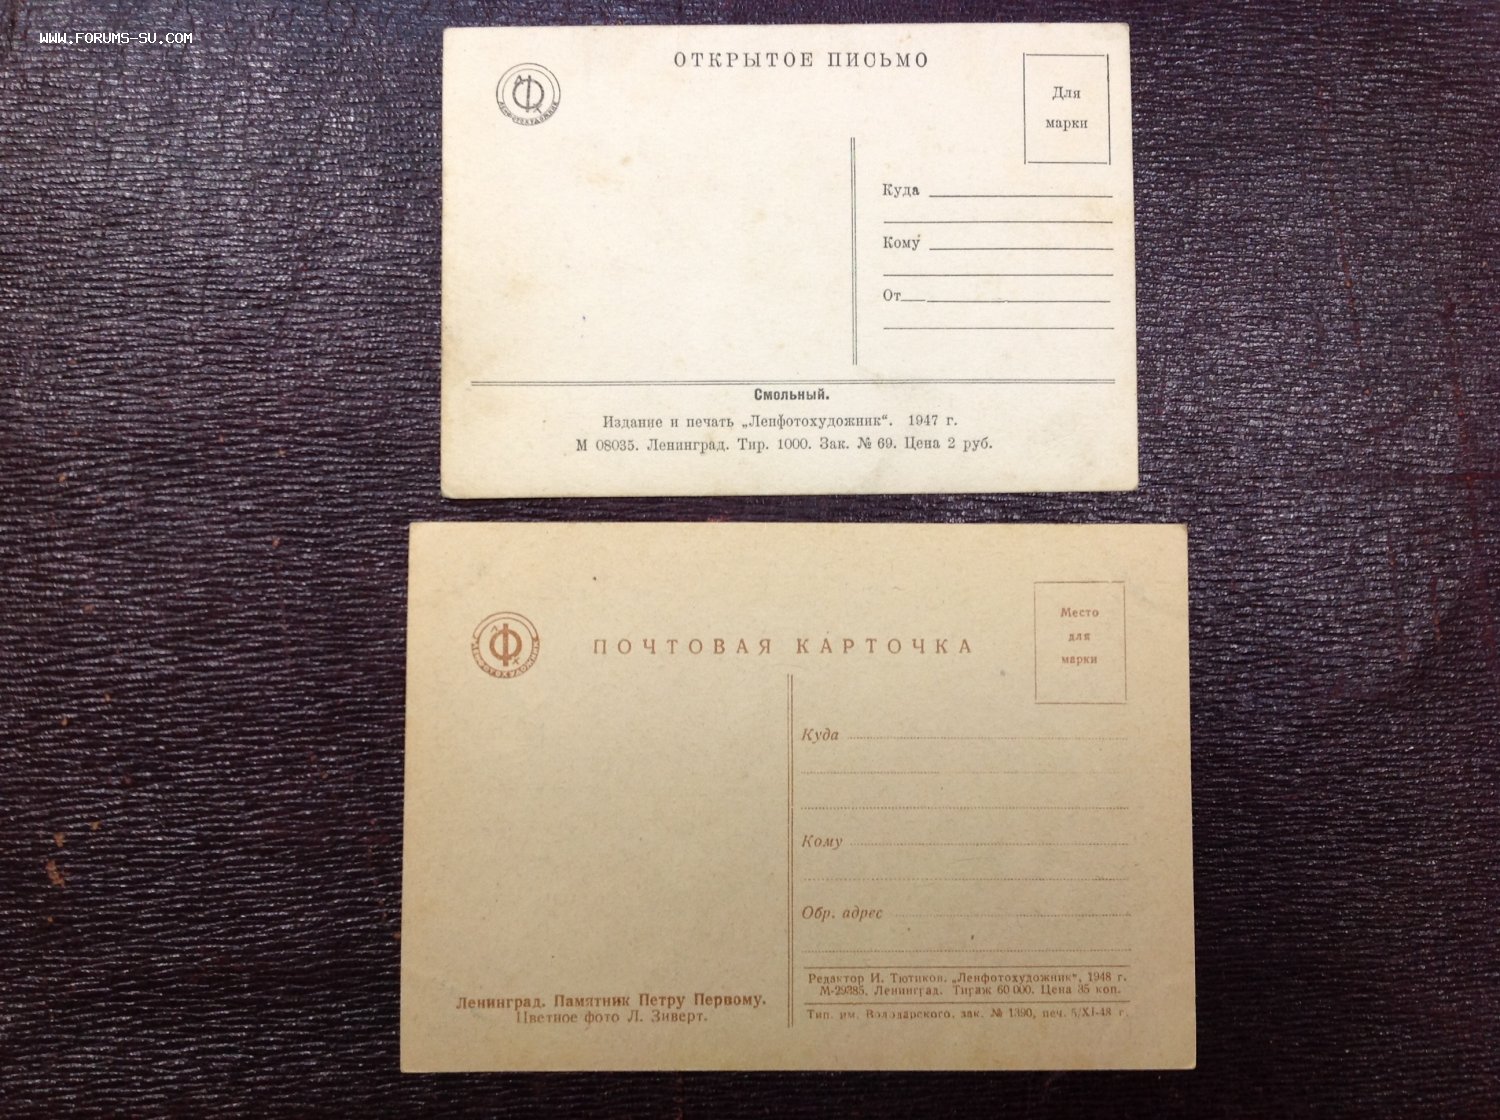 WWW.FORUMS-SU.COM
ОТКРЫТОЕ ПИСЬМО
ЛЕНФОТОХУДОЖНИК
Для
марки
Куда
Кому
От
Смольный.
Издание и печать „Ленфотохудожник“. 1947 г.
М 08035. Ленинград. Тир. 1000. Зак. № 69. Цена 2 руб.
ЛЕНФОТОХУДОЖНИК
ПОЧТОВАЯ КАРТОЧКА
Место
для
марки
Куда
Кому
Обр. адрес
Ленинград. Памятник Петру Первому.
Цветное фото Л. Зиверт.
Редактор И. Тютиков. „Ленфотохудожник“, 1948 г.
М-29385. Ленинград. Тираж 60 000. Цена 35 коп.
Тип. им. Володарского, зак. № 1390, печ. 5/XI-48 г.